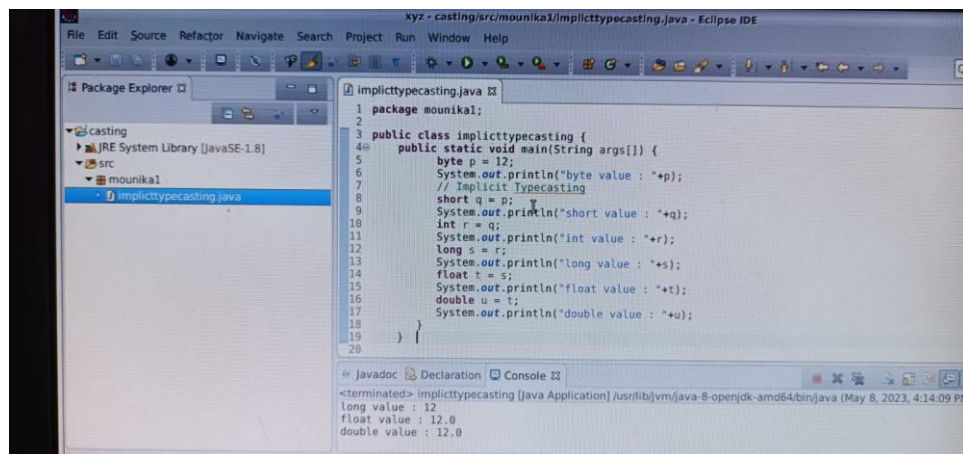 xyz - casting/src/mounika1/implicttypecasting.java - Eclipse IDE
File Edit Source Refactor Navigate Search Project Run Window Help
Package Explorer
casting
JRE System Library [JavaSE-1.8]
src
mounika1
implicttypecasting.java
implicttypecasting.java
1 package mounika1;
2
3 public class implicttypecasting {
4 public static void main(String args[]) {
5 byte p = 12;
6 System.out.println("byte value : "+p);
7 // Implicit Typecasting
8 short q = p;
9 System.out.println("short value : "+q);
10 int r = q;
11 System.out.println("int value : "+r);
12 long s = r;
13 System.out.println("long value : "+s);
14 float t = s;
15 System.out.println("float value : "+t);
16 double u = t;
17 System.out.println("double value : "+u);
18 }
19 }
20
Javadoc Declaration Console
<terminated> implicttypecasting [Java Application] /usr/lib/jvm/java-8-openjdk-amd64/bin/java (May 8, 2023, 4:14:09 P
long value : 12
float value : 12.0
double value : 12.0